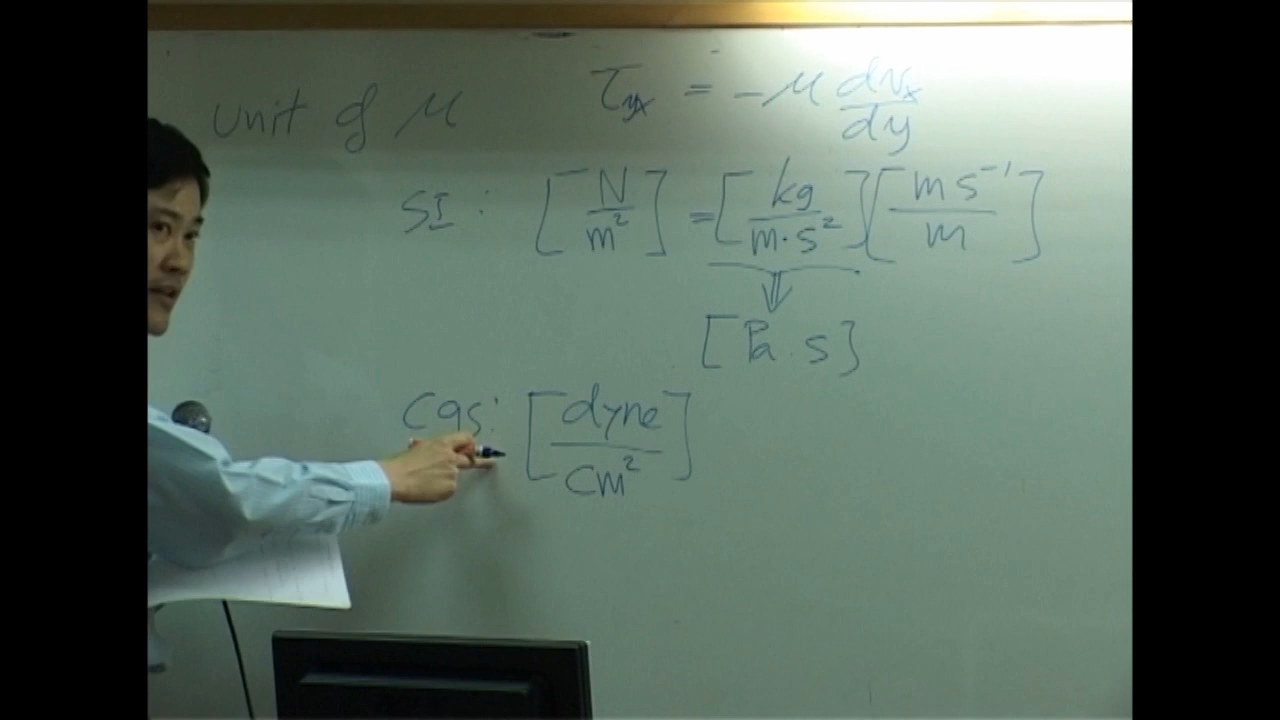 unit of μ τyx = -μ dvx/dy
SI: [N/m²] = [kg/m·s²][m s⁻¹/m]
[Pa·s]
cgs: [dyne/cm²]